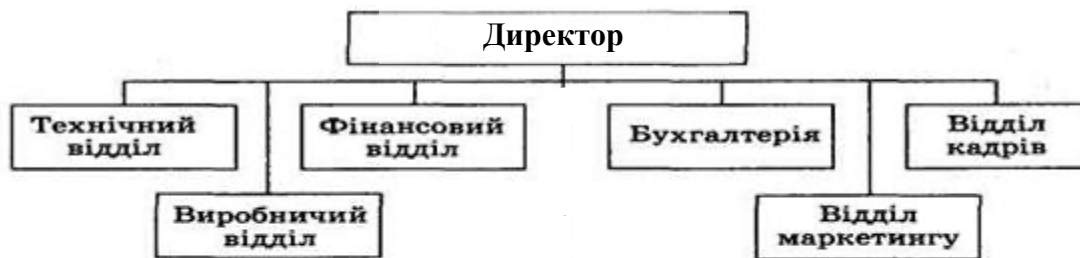 Директор
Технічний
відділ
Фінансовий
відділ
Бухгалтерія
Відділ
кадрів
Виробничий
відділ
Відділ
маркетингу